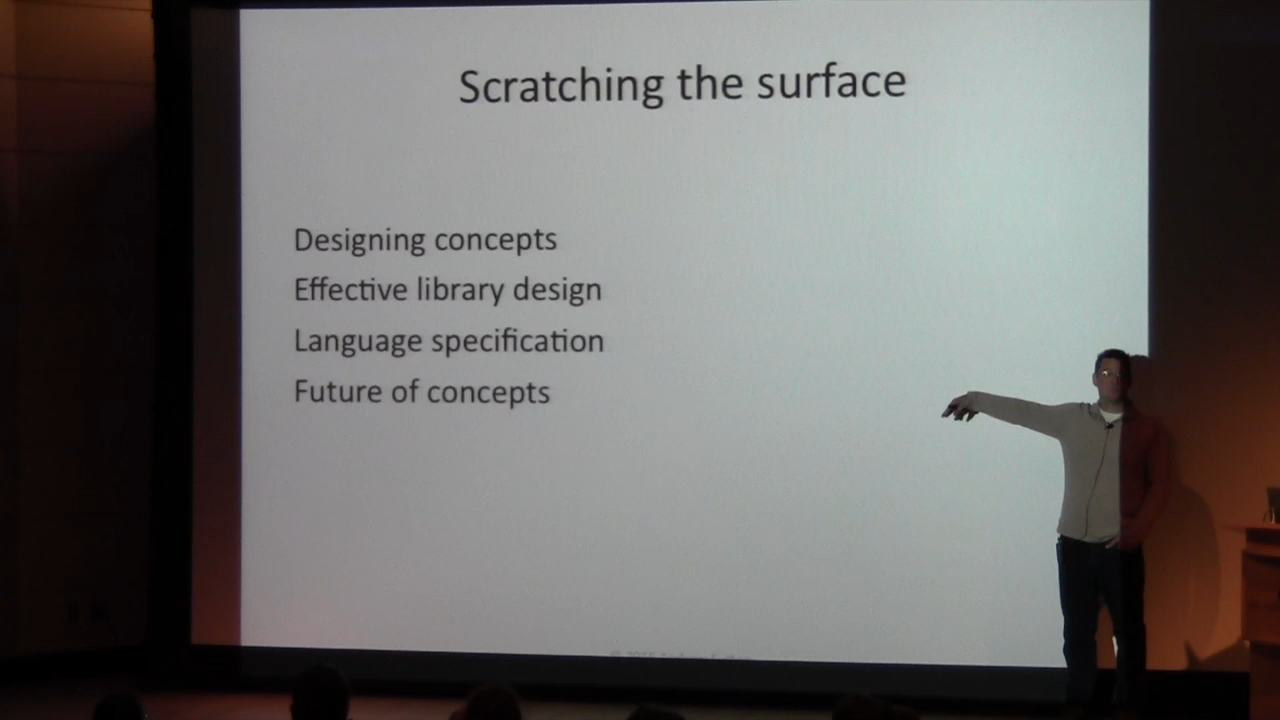 Scratching the surface
Designing concepts
Effective library design
Language specification
Future of concepts